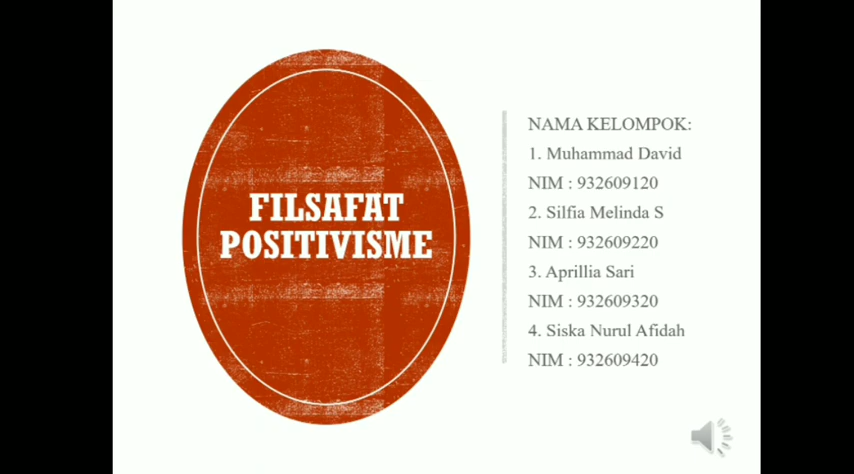 FILSAFAT
POSITIVISME
NAMA KELOMPOK:
1. Muhammad David
NIM : 932609120
2. Silfia Melinda S
NIM : 932609220
3. Aprillia Sari
NIM : 932609320
4. Siska Nurul Afidah
NIM : 932609420